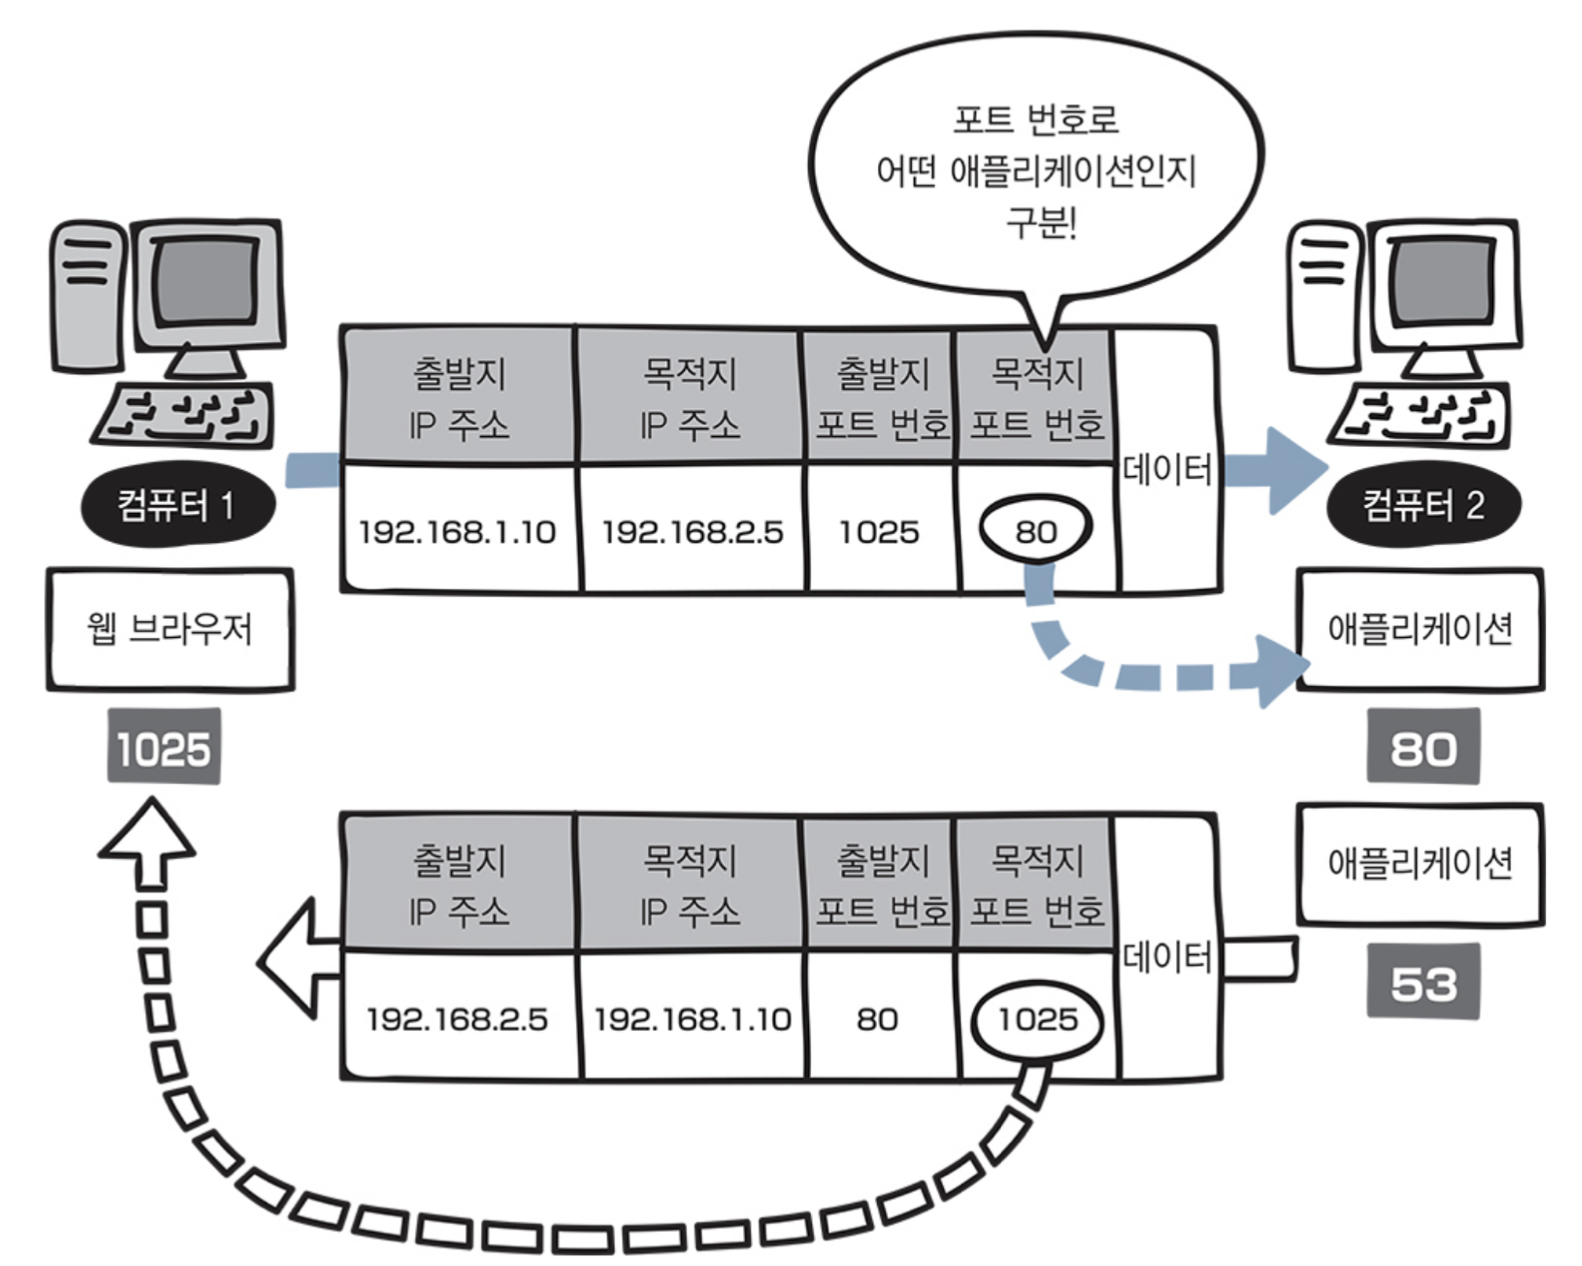 포트 번호로
어떤 애플리케이션인지
구분!
출발지
IP 주소
목적지
IP 주소
출발지
포트 번호
목적지
포트 번호
데이터
192.168.1.10
192.168.2.5
1025
80
컴퓨터 1
웹 브라우저
1025
컴퓨터 2
애플리케이션
80
애플리케이션
53
출발지
IP 주소
목적지
IP 주소
출발지
포트 번호
목적지
포트 번호
데이터
192.168.2.5
192.168.1.10
80
1025